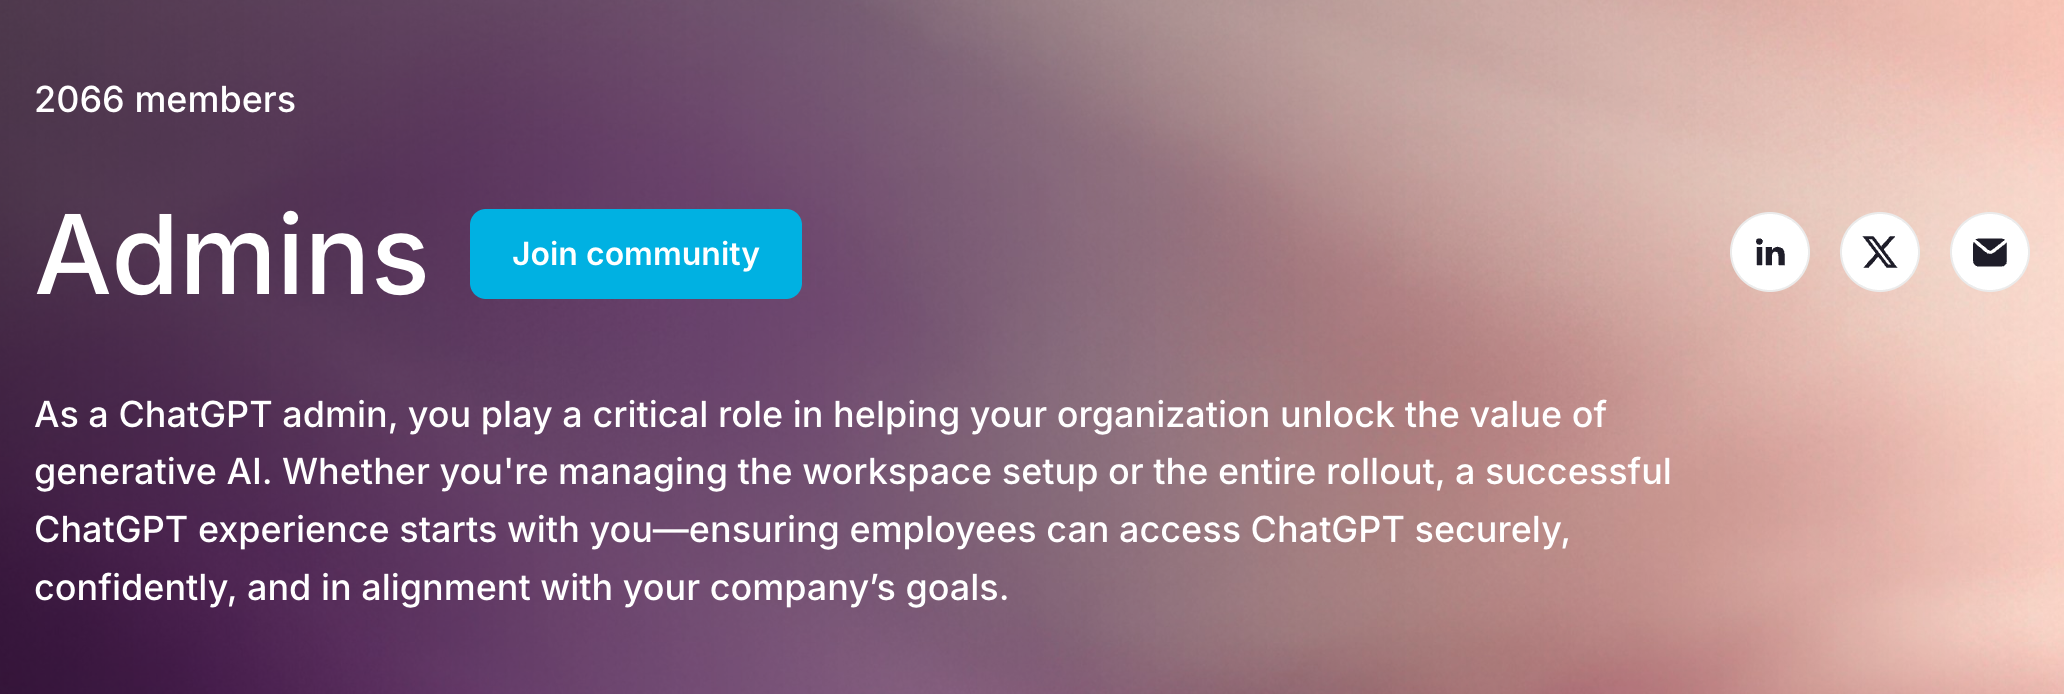 2066 members
Admins
Join community
in
X
As a ChatGPT admin, you play a critical role in helping your organization unlock the value of
generative AI. Whether you're managing the workspace setup or the entire rollout, a successful
ChatGPT experience starts with you—ensuring employees can access ChatGPT securely,
confidently, and in alignment with your company’s goals.